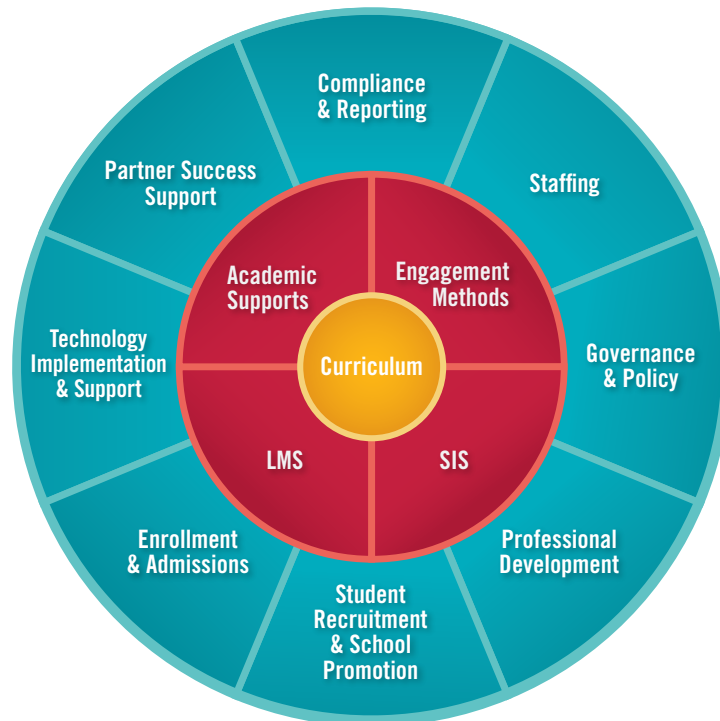 Compliance
& Reporting
Staffing
Governance
& Policy
Professional
Development
Student
Recruitment
& School
Promotion
Enrollment
& Admissions
Technology
Implementation
& Support
Partner Success
Support
Academic
Supports
Engagement
Methods
SIS
LMS
Curriculum